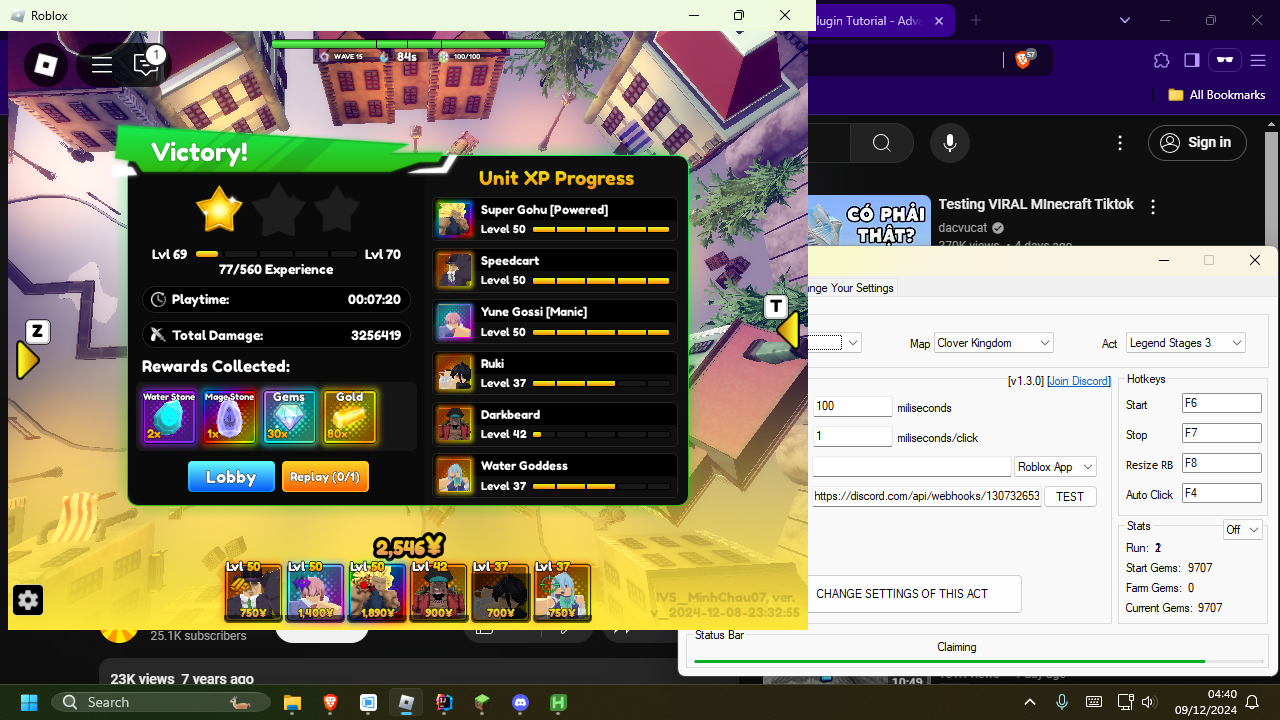 Roblox
lugin Tutorial - Adva
57
All Bookmarks
1
WAVE 15
84s
100/100
Sign in
Victory!
Unit XP Progress
Lvl 69
Lvl 70
77/560 Experience
Playtime:
00:07:20
Total Damage:
3256419
Rewards Collected:
Water Stone
2x
Mage Stone
1x
Gems
30x
Gold
80x
Lobby
Replay (0/1)
Super Gohu [Powered]
Level 50
Speedcart
Level 50
Yune Gossi [Manic]
Level 50
Ruki
Level 37
Darkbeard
Level 42
Water Goddess
Level 37
Z
T
2,546¥
Lvl 50
750¥
Lvl 50
1,400¥
Lvl 50
1,890¥
Lvl 42
900¥
Lvl 37
700¥
Lvl 37
750¥
IVS_MinhChau07, ver.
v_2024-12-08-23:32:55
CÓ PHẢI
THẬT?
Testing VIRAL MInecraft Tiktok
dacvucat
370K views • 4 days ago
nge Your Settings
Map
Clover Kingdom
Act
Legend Stages 3
[v1.3.0] [Join Discord]
100
miliseconds
1
miliseconds/click
Roblox App
https://discord.com/api/webhooks/130732653
TEST
CHANGE SETTINGS OF THIS ACT
Hotkeys
Start
F6
Stop
F7
Resize RB
F8
Auto Click
F4
Stats
Off
Run:
Start Gems: 9707
Farm Gems: 0
Current Gems: 9707
Status Bar
Claiming
25.1K subscribers
23K views 7 years ago
10:49
Search
04:40
09/12/2024